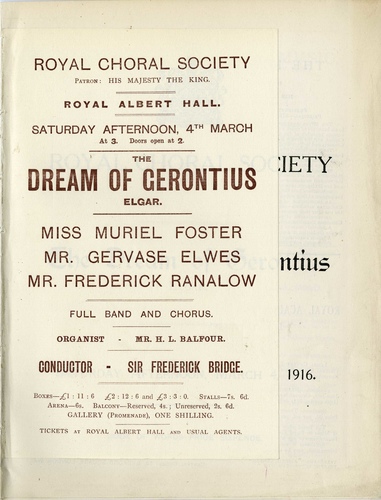 ROYAL CHORAL SOCIETY
PATRON: HIS MAJESTY THE KING.
ROYAL ALBERT HALL.
SATURDAY AFTERNOON, 4TH MARCH
At 3. Doors open at 2.
THE
DREAM OF GERONTIUS
ELGAR.
MISS MURIEL FOSTER
MR. GERVASE ELWES
MR. FREDERICK RANALOW
FULL BAND AND CHORUS.
ORGANIST - MR. H. L. BALFOUR.
CONDUCTOR - SIR FREDERICK BRIDGE.
BOXES—£1 : 11 : 6 £2 : 12 : 6 and £3 : 3 : 0. STALLS—7s. 6d.
ARENA—6s. BALCONY—Reserved, 4s.; Unreserved, 2s. 6d.
GALLERY (PROMENADE), ONE SHILLING.
TICKETS AT ROYAL ALBERT HALL AND USUAL AGENTS.
CIETY
ntius
1916.